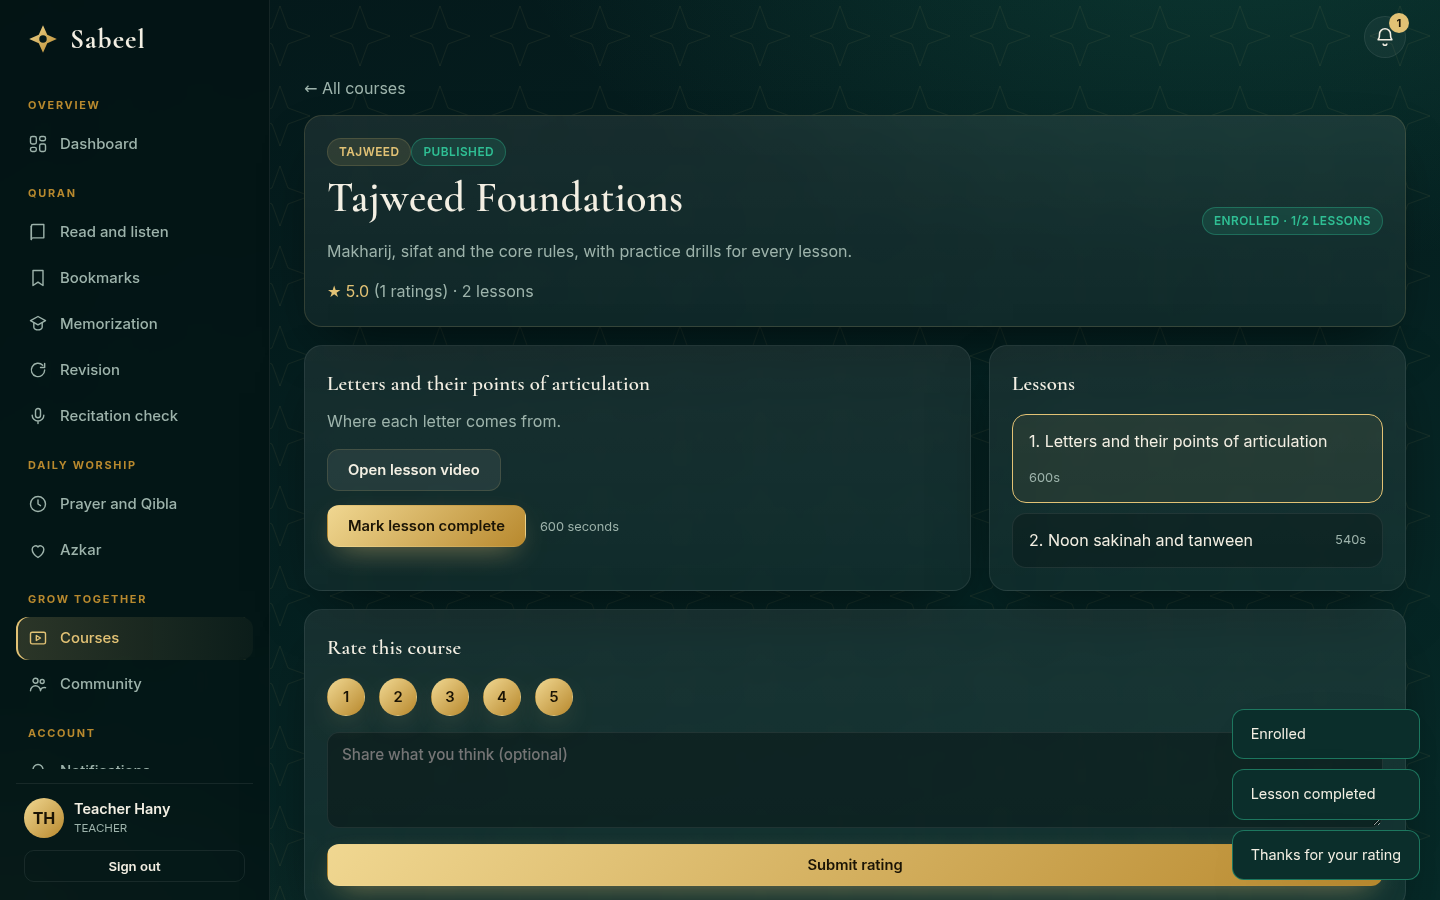 Sabeel
OVERVIEW
Dashboard
QURAN
Read and listen
Bookmarks
Memorization
Revision
Recitation check
DAILY WORSHIP
Prayer and Qibla
Azkar
GROW TOGETHER
Courses
Community
ACCOUNT
Notifications
TH
Teacher Hany
TEACHER
Sign out
1
← All courses
TAJWEED PUBLISHED
Tajweed Foundations
ENROLLED · 1/2 LESSONS
Makharij, sifat and the core rules, with practice drills for every lesson.
★ 5.0 (1 ratings) · 2 lessons
Letters and their points of articulation
Where each letter comes from.
Open lesson video
Mark lesson complete 600 seconds
Lessons
1. Letters and their points of articulation
600s
2. Noon sakinah and tanween 540s
Rate this course
1 2 3 4 5
Share what you think (optional)
Submit rating
Enrolled
Lesson completed
Thanks for your rating